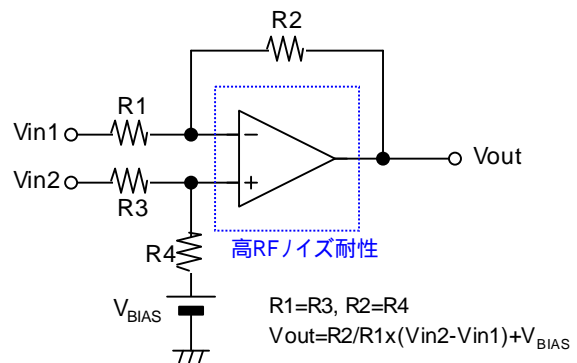 R2
R1
Vin1
Vin2
R3
Vout
高RFノイズ耐性
R4
VBIAS
R1=R3, R2=R4
Vout=R2/R1x(Vin2-Vin1)+VBIAS